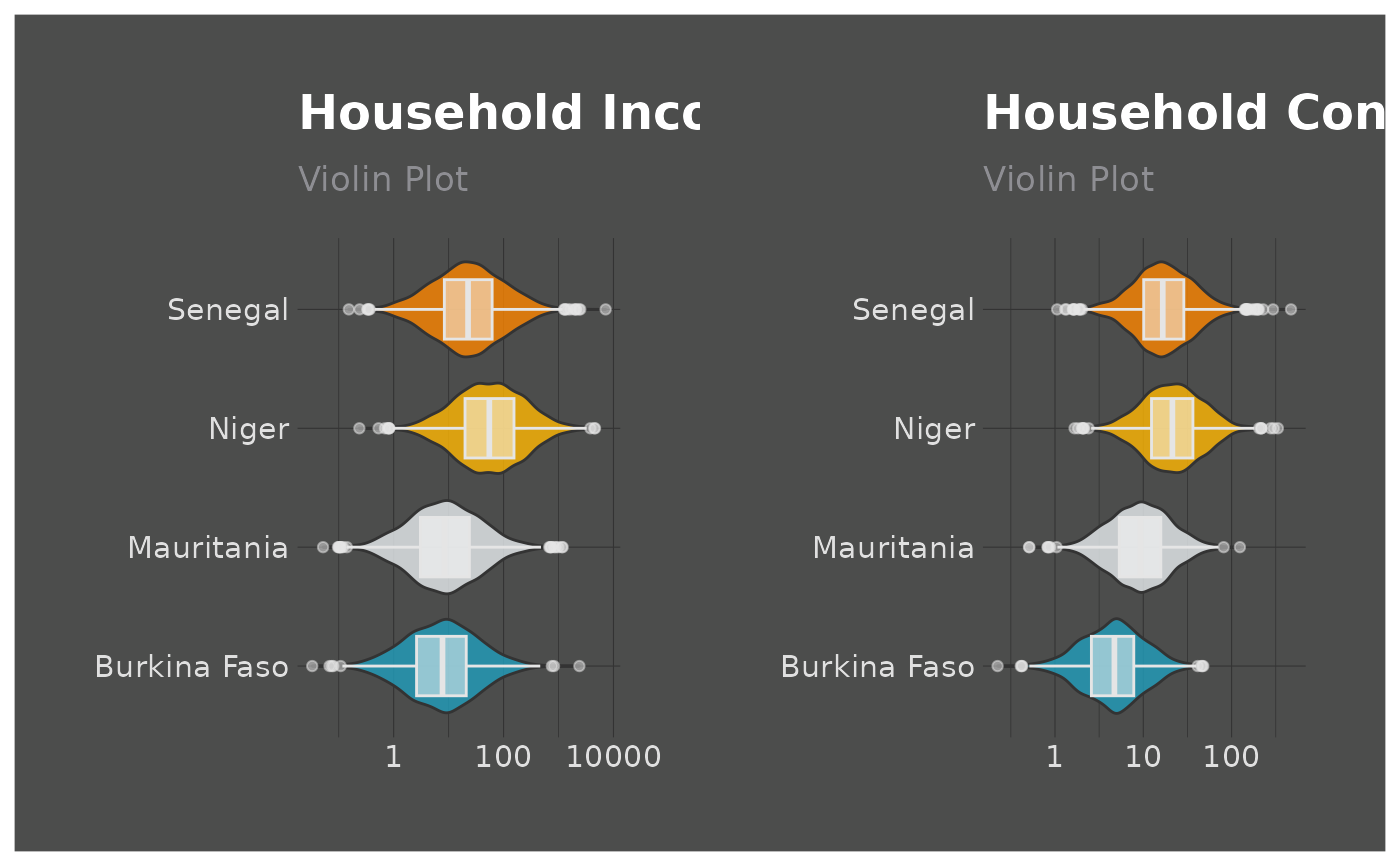 Household Inco
Violin Plot
Senegal
Niger
Mauritania
Burkina Faso
1 100 10000
Household Con
Violin Plot
Senegal
Niger
Mauritania
Burkina Faso
1 10 100